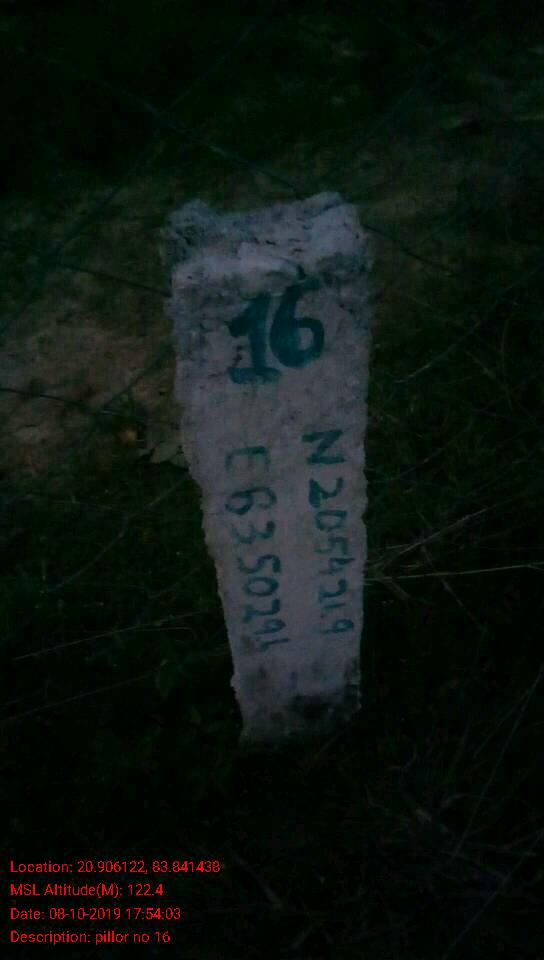 16
N 2054219
E 635029
Location: 20.906122, 83.841438
MSL Altitude(M): 122.4
Date: 08-10-2019 17:54:03
Description: pillor no 16